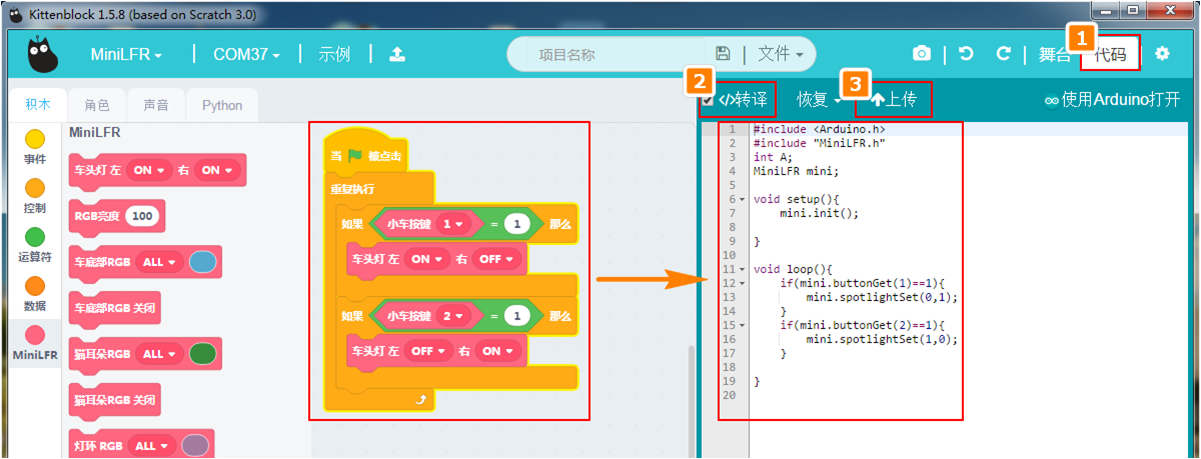 Kittenblock 1.5.8 (based on Scratch 3.0)
MiniLFR
COM37
示例
项目名称
文件
舞台
1
代码
积木
角色
声音
Python
2
</>转译
恢复
3
上传
使用Arduino打开
事件
控制
运算符
数据
MiniLFR
MiniLFR
车头灯 左 ON 右 ON
RGB亮度 100
车底部RGB ALL
车底部RGB 关闭
猫耳朵RGB ALL
猫耳朵RGB 关闭
灯环 RGB ALL
当 被点击
重复执行
如果 小车按键 1 = 1 那么
车头灯 左 ON 右 OFF
如果 小车按键 2 = 1 那么
车头灯 左 OFF 右 ON
1 #include <Arduino.h>
2 #include "MiniLFR.h"
3 int A;
4 MiniLFR mini;
5
6 void setup(){
7 mini.init();
8
9 }
10
11 void loop(){
12 if(mini.buttonGet(1)==1){
13 mini.spotlightSet(0,1);
14 }
15 if(mini.buttonGet(2)==1){
16 mini.spotlightSet(1,0);
17 }
18
19 }
20